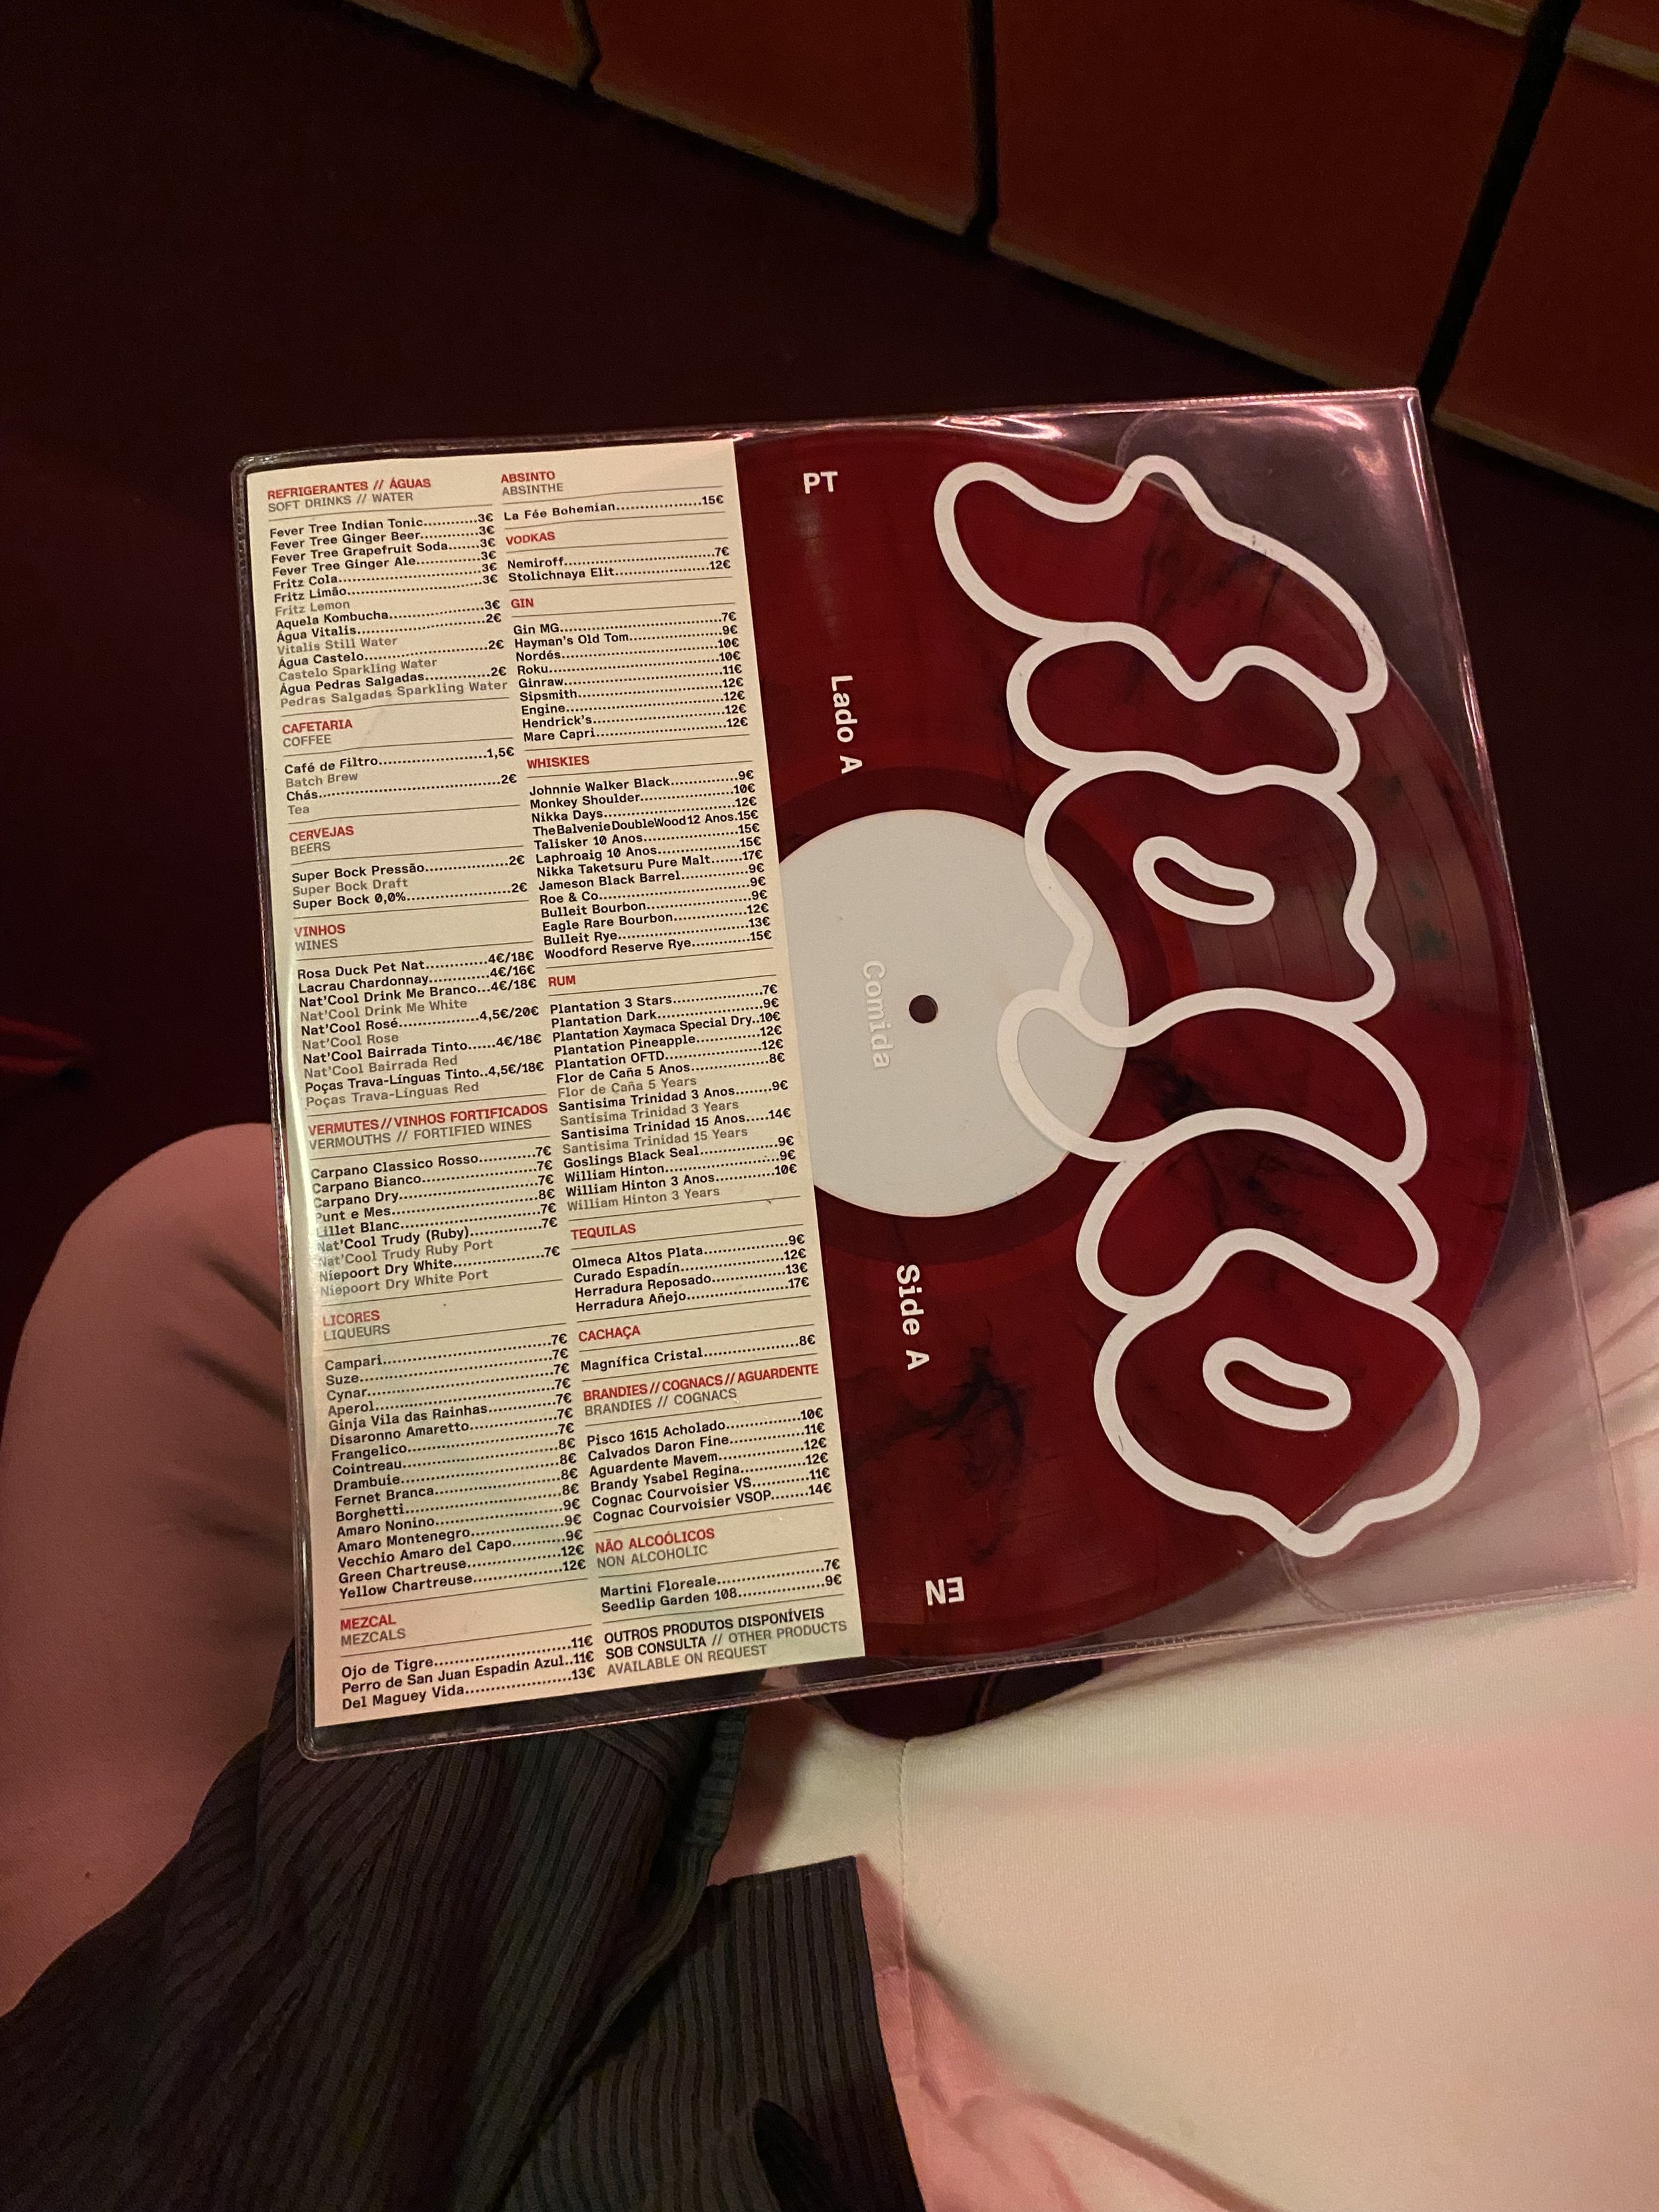 REFRIGERANTES // ÁGUAS
SOFT DRINKS // WATER
Fever Tree Indian Tonic............3€
Fever Tree Ginger Beer............3€
Fever Tree Grapefruit Soda.......3€
Fever Tree Ginger Ale.............3€
Fritz Cola............................3€
Fritz Limão...........................3€
Fritz Lemon
Aquela Kombucha...................3€
Água Vitalis.........................2€
Vitalis Still Water
Água Castelo........................2€
Castelo Sparkling Water
Água Pedras Salgadas.............2€
Pedras Salgadas Sparkling Water
CAFETARIA
COFFEE
Café de Filtro.....................1,5€
Batch Brew
Chás...................................2€
Tea
CERVEJAS
BEERS
Super Bock Pressão................2€
Super Bock Draft
Super Bock 0,0%....................2€
VINHOS
WINES
Rosa Duck Pet Nat............4€/18€
Lacrau Chardonnay............4€/16€
Nat'Cool Drink Me Branco...4€/18€
Nat'Cool Drink Me White
Nat'Cool Rosé...............4,5€/20€
Nat'Cool Rose
Nat'Cool Bairrada Tinto......4€/18€
Nat'Cool Bairrada Red
Poças Trava-Línguas Tinto..4,5€/18€
Poças Trava-Línguas Red
VERMUTES // VINHOS FORTIFICADOS
VERMOUTHS // FORTIFIED WINES
Carpano Classico Rosso...........7€
Carpano Bianco.....................7€
Carpano Dry.........................7€
Punt e Mes...........................8€
Lillet Blanc...........................7€
Nat'Cool Trudy (Ruby)............7€
Nat'Cool Trudy Ruby Port
Niepoort Dry White................7€
Niepoort Dry White Port
LICORES
LIQUEURS
Campari...............................7€
Suze...................................7€
Cynar..................................7€
Aperol.................................7€
Ginja Vila das Rainhas............7€
Disaronno Amaretto...............7€
Frangelico............................7€
Cointreau.............................8€
Drambuie.............................8€
Fernet Branca.......................8€
Borghetti.............................8€
Amaro Nonino.......................9€
Amaro Montenegro.................9€
Vecchio Amaro del Capo..........9€
Green Chartreuse.................12€
Yellow Chartreuse................12€
MEZCAL
MEZCALS
Ojo de Tigre........................11€
Perro de San Juan Espadin Azul..11€
Del Maguey Vida...................13€
ABSINTO
ABSINTHE
La Fée Bohemian..................15€
VODKAS
Nemiroff..............................7€
Stolichnaya Elit....................12€
GIN
Gin MG................................7€
Hayman's Old Tom.................9€
Nordés...............................10€
Roku..................................10€
Ginraw...............................11€
Sipsmith.............................12€
Engine................................12€
Hendrick's...........................12€
Mare Capri..........................12€
WHISKIES
Johnnie Walker Black.............9€
Monkey Shoulder..................10€
Nikka Days..........................12€
The Balvenie DoubleWood 12 Anos.15€
Talisker 10 Anos...................15€
Laphroaig 10 Anos.................15€
Nikka Taketsuru Pure Malt.......17€
Jameson Black Barrel..............9€
Roe & Co.............................9€
Bulleit Bourbon.....................9€
Eagle Rare Bourbon...............12€
Bulleit Rye..........................13€
Woodford Reserve Rye............15€
RUM
Plantation 3 Stars..................7€
Plantation Dark.....................9€
Plantation Xaymaca Special Dry..10€
Plantation Pineapple..............12€
Plantation OFTD....................12€
Flor de Caña 5 Anos...............8€
Flor de Caña 5 Years
Santisima Trinidad 3 Anos........9€
Santisima Trinidad 3 Years
Santisima Trinidad 15 Anos.....14€
Santisima Trinidad 15 Years
Goslings Black Seal................9€
William Hinton......................9€
William Hinton 3 Anos............10€
William Hinton 3 Years
TEQUILAS
Olmeca Altos Plata.................9€
Curado Espadín.....................12€
Herradura Reposado...............13€
Herradura Añejo....................17€
CACHAÇA
Magnífica Cristal....................8€
BRANDIES // COGNACS // AGUARDENTE
BRANDIES // COGNACS
Pisco 1615 Acholado...............10€
Calvados Daron Fine...............11€
Aguardente Mavem.................12€
Brandy Ysabel Regina..............12€
Cognac Courvoisier VS............11€
Cognac Courvoisier VSOP........14€
NÃO ALCOÓLICOS
NON ALCOHOLIC
Martini Floreale.....................7€
Seedlip Garden 108................9€
OUTROS PRODUTOS DISPONÍVEIS
SOB CONSULTA // OTHER PRODUCTS
AVAILABLE ON REQUEST
PT
Lado A
Comida
Side A
EN